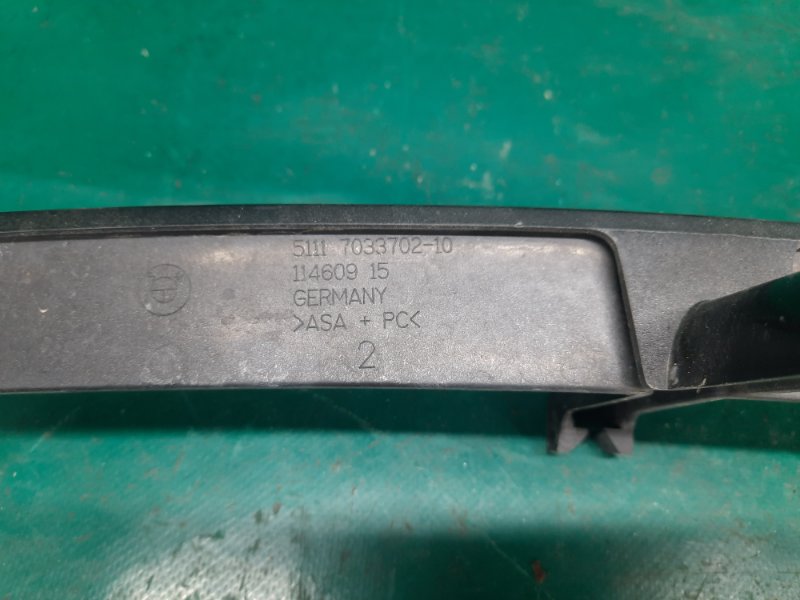 5111 7033702-10
114609 15
GERMANY
>ASA + PC<
2